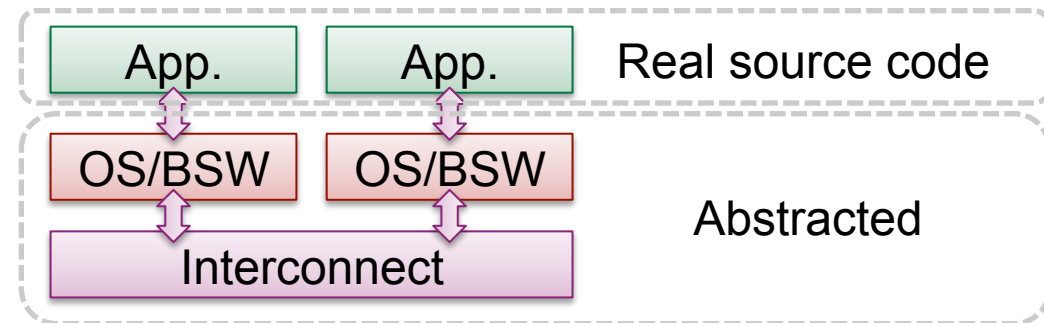 App. App. Real source code
OS/BSW OS/BSW
Abstracted
Interconnect